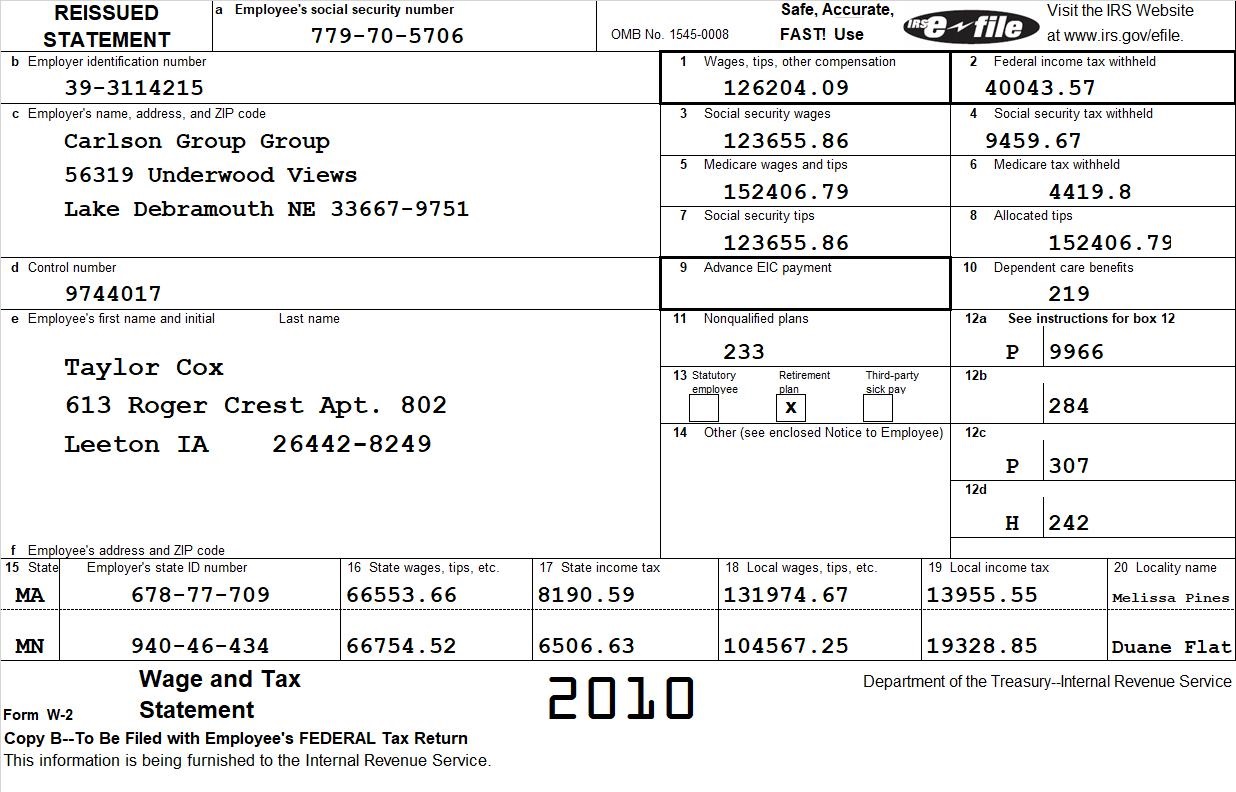 REISSUED
STATEMENT
a Employee's social security number
779-70-5706
OMB No. 1545-0008
Safe, Accurate,
FAST! Use
IRS e-file
Visit the IRS Website
at www.irs.gov/efile.
b Employer identification number
39-3114215
1 Wages, tips, other compensation
126204.09
2 Federal income tax withheld
40043.57
c Employer's name, address, and ZIP code
Carlson Group Group
56319 Underwood Views
Lake Debramouth NE 33667-9751
3 Social security wages
123655.86
4 Social security tax withheld
9459.67
5 Medicare wages and tips
152406.79
6 Medicare tax withheld
4419.8
7 Social security tips
123655.86
8 Allocated tips
152406.79
d Control number
9744017
9 Advance EIC payment
10 Dependent care benefits
219
e Employee's first name and initial Last name
Taylor Cox
613 Roger Crest Apt. 802
Leeton IA 26442-8249
11 Nonqualified plans
233
12a See instructions for box 12
P 9966
13 Statutory employee
Retirement plan
Third-party sick pay
X
12b
284
14 Other (see enclosed Notice to Employee)
12c
P 307
12d
H 242
f Employee's address and ZIP code
15 State Employer's state ID number 16 State wages, tips, etc. 17 State income tax 18 Local wages, tips, etc. 19 Local income tax 20 Locality name
MA 678-77-709 66553.66 8190.59 131974.67 13955.55 Melissa Pines
MN 940-46-434 66754.52 6506.63 104567.25 19328.85 Duane Flat
Form W-2
Wage and Tax
Statement
2010
Department of the Treasury--Internal Revenue Service
Copy B--To Be Filed with Employee's FEDERAL Tax Return
This information is being furnished to the Internal Revenue Service.